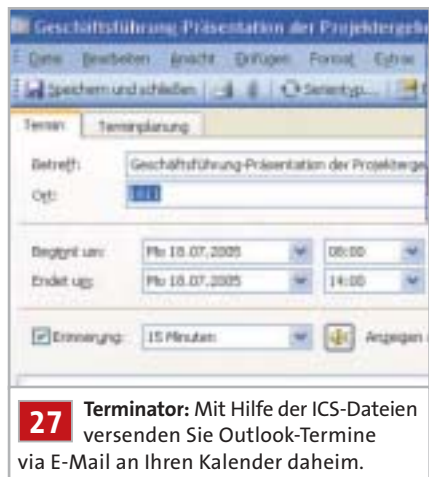 Geschäftsführung-Präsentation der Projektergeb
Datei Bearbeiten Ansicht Einfügen Format Extras
Speichern und schließen Serientyp...
Termin Terminplanung
Betreff: Geschäftsführung-Präsentation der Projekterge
Ort:
Beginnt um: Mo 18.07.2005 08:00
Endet um: Mo 18.07.2005 14:00
Erinnerung: 15 Minuten Anzeigen
27 Terminator: Mit Hilfe der ICS-Dateien
versenden Sie Outlook-Termine
via E-Mail an Ihren Kalender daheim.